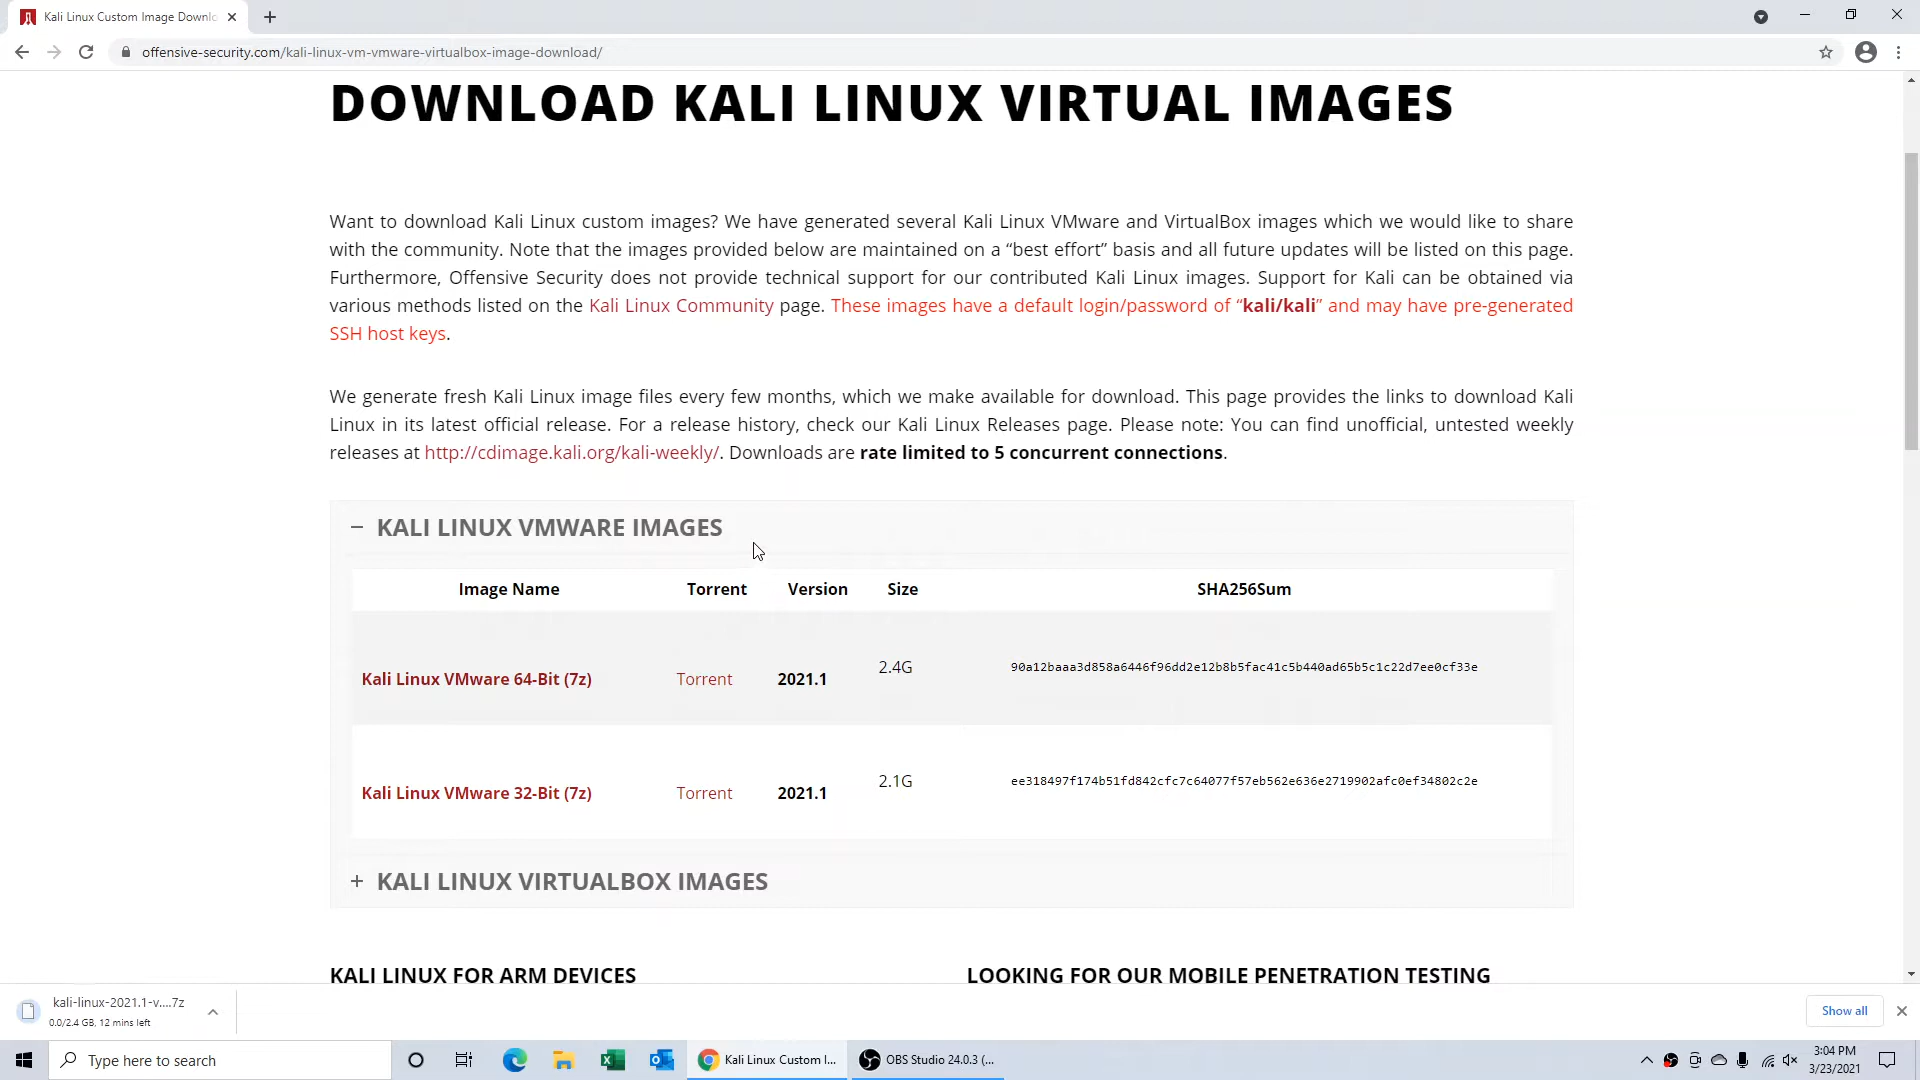 Kali Linux Custom Image Downlo
offensive-security.com/kali-linux-vm-vmware-virtualbox-image-download/
DOWNLOAD KALI LINUX VIRTUAL IMAGES
Want to download Kali Linux custom images? We have generated several Kali Linux VMware and VirtualBox images which we would like to share
with the community. Note that the images provided below are maintained on a “best effort” basis and all future updates will be listed on this page.
Furthermore, Offensive Security does not provide technical support for our contributed Kali Linux images. Support for Kali can be obtained via
various methods listed on the Kali Linux Community page. These images have a default login/password of “kali/kali” and may have pre-generated
SSH host keys.
We generate fresh Kali Linux image files every few months, which we make available for download. This page provides the links to download Kali
Linux in its latest official release. For a release history, check our Kali Linux Releases page. Please note: You can find unofficial, untested weekly
releases at http://cdimage.kali.org/kali-weekly/. Downloads are rate limited to 5 concurrent connections.
− KALI LINUX VMWARE IMAGES
Image Name Torrent Version Size SHA256Sum
Kali Linux VMware 64-Bit (7z) Torrent 2021.1 2.4G 90a12baaa3d858a6446f96dd2e12b8b5fac41c5b440ad65b5c1c22d7ee0cf33e
Kali Linux VMware 32-Bit (7z) Torrent 2021.1 2.1G ee318497f174b51fd842cfc7c64077f57eb562e636e2719902afc0ef34802c2e
+ KALI LINUX VIRTUALBOX IMAGES
KALI LINUX FOR ARM DEVICES
LOOKING FOR OUR MOBILE PENETRATION TESTING
kali-linux-2021.1-v....7z
0.0/2.4 GB, 12 mins left
Show all
Type here to search
Kali Linux Custom I...
OBS Studio 24.0.3 (...
3:04 PM
3/23/2021